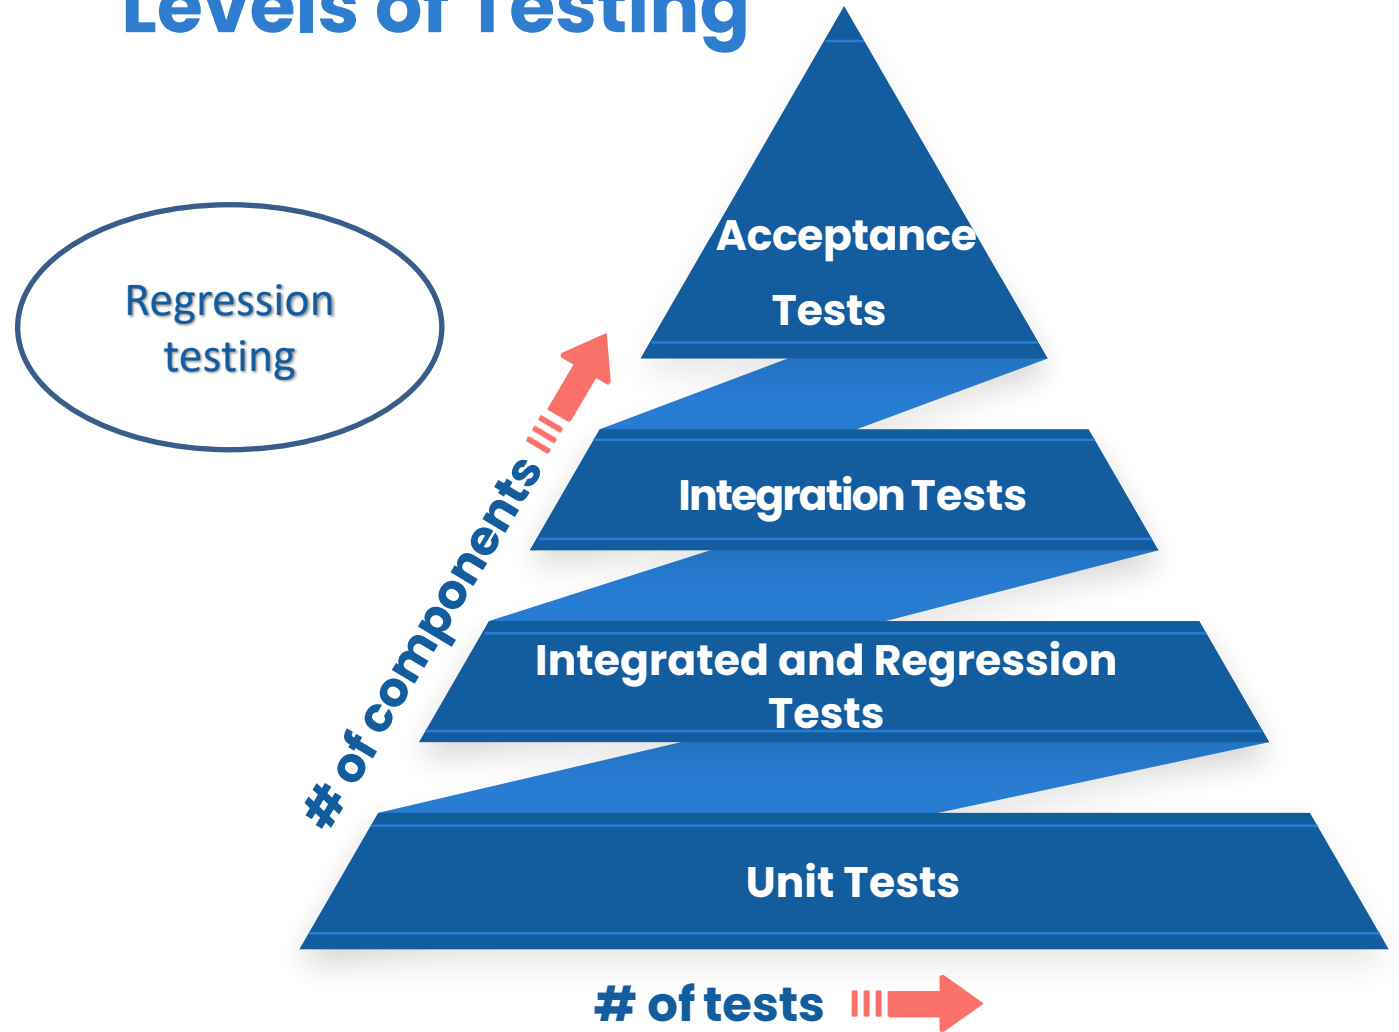 Levels of Testing
Regression
testing
Acceptance
Tests
Integration Tests
Integrated and Regression
Tests
Unit Tests
# of components
# of tests